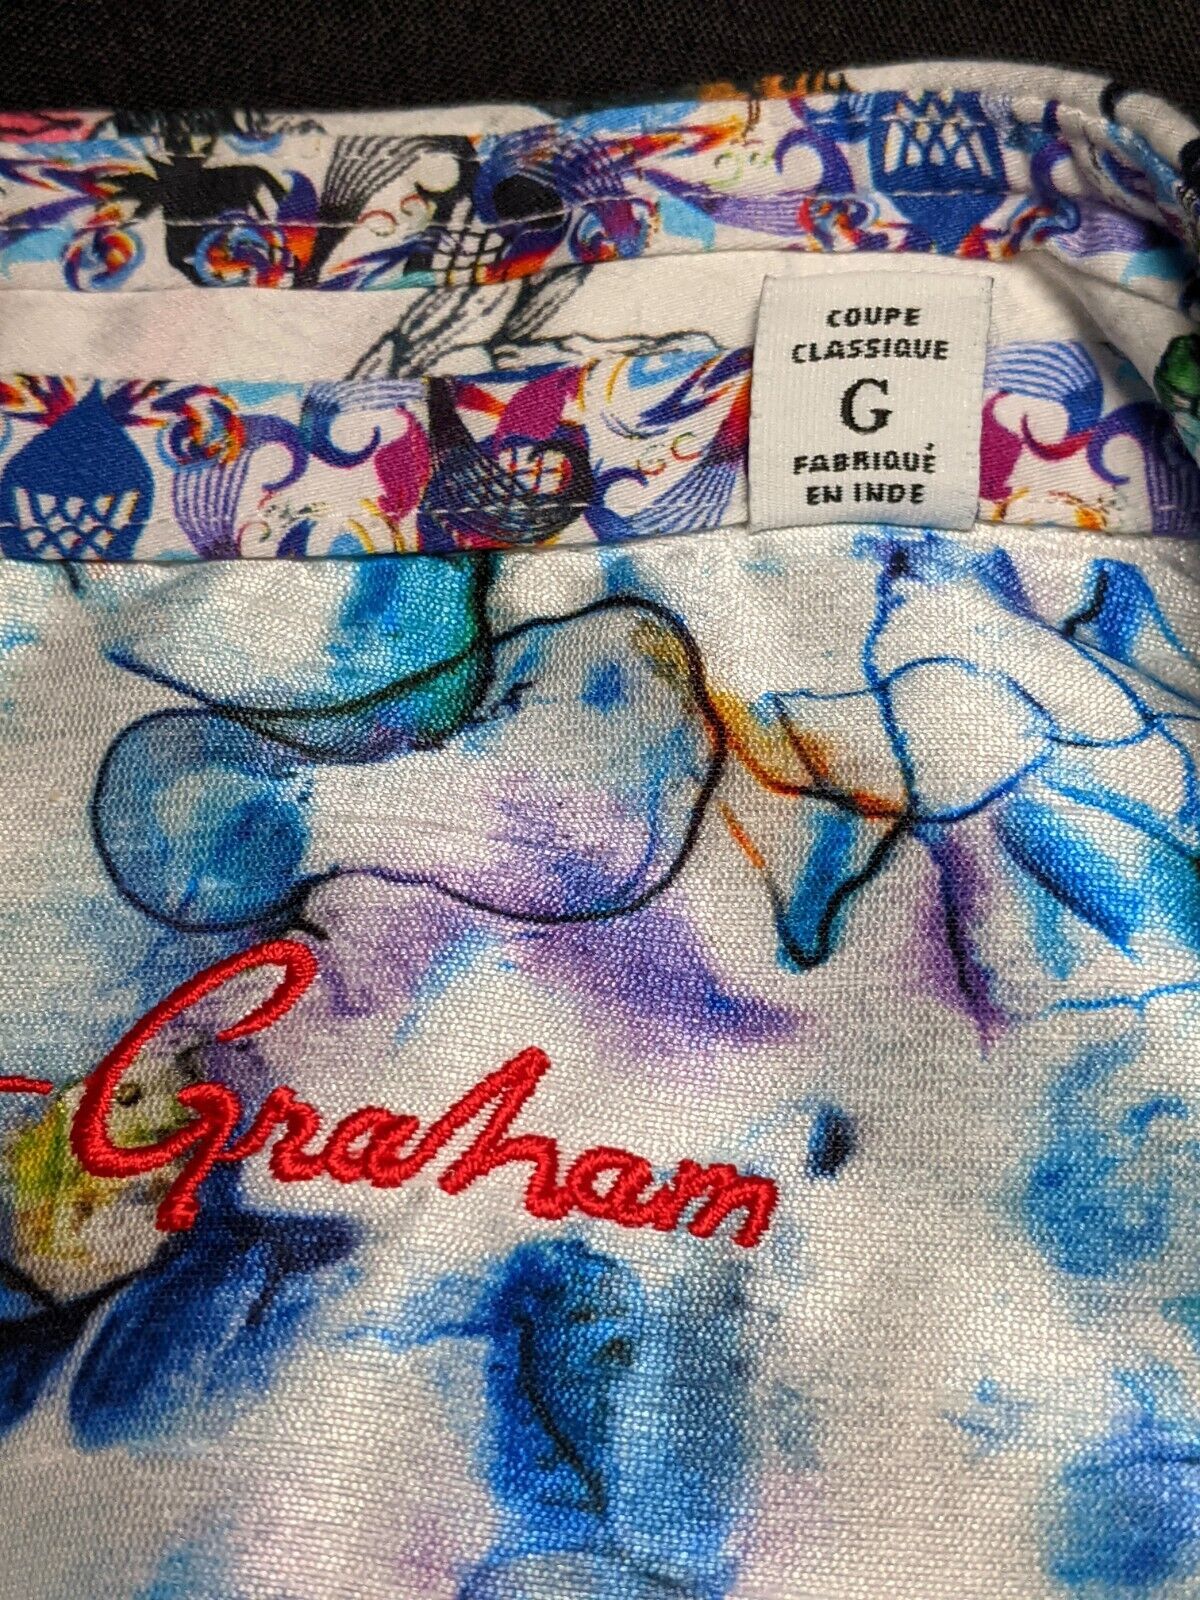 COUPE
CLASSIQUE
G
FABRIQUÉ
EN INDE
Graham